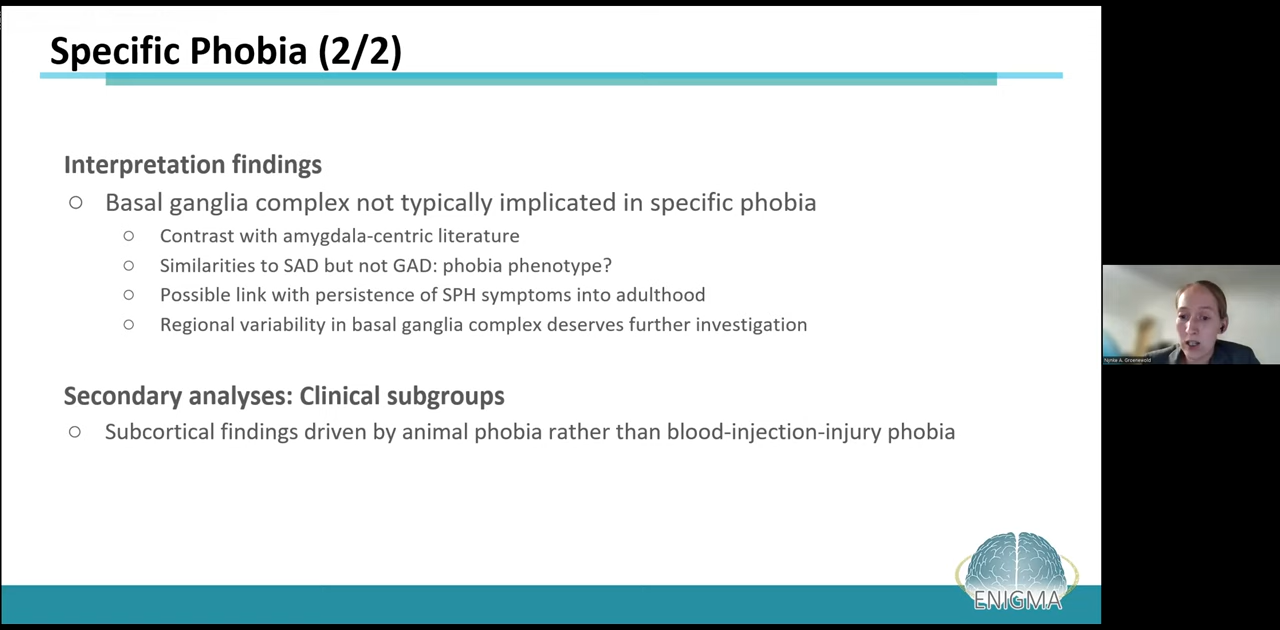 Specific Phobia (2/2)
Interpretation findings
○ Basal ganglia complex not typically implicated in specific phobia
○ Contrast with amygdala-centric literature
○ Similarities to SAD but not GAD: phobia phenotype?
○ Possible link with persistence of SPH symptoms into adulthood
○ Regional variability in basal ganglia complex deserves further investigation
Secondary analyses: Clinical subgroups
○ Subcortical findings driven by animal phobia rather than blood-injection-injury phobia
ENIGMA
Nynke A. Groenewold